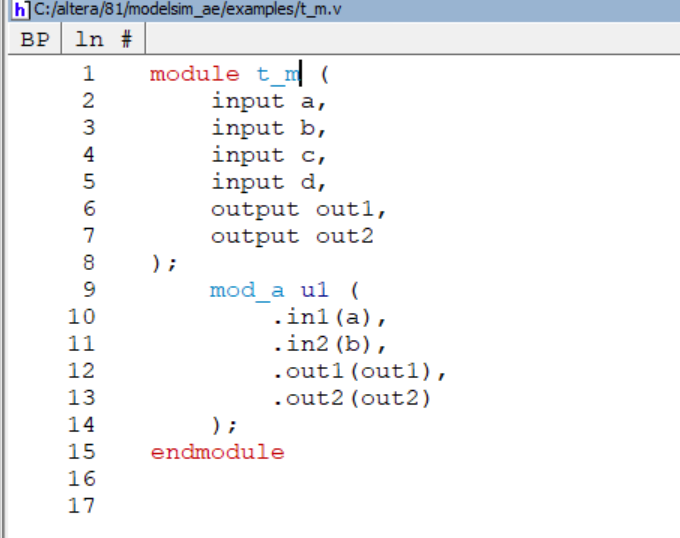 h] C:/altera/81/modelsim_ae/examples/t_m.v
BP ln #
1 module t_m (
2 input a,
3 input b,
4 input c,
5 input d,
6 output out1,
7 output out2
8 );
9 mod_a u1 (
10 .in1(a),
11 .in2(b),
12 .out1(out1),
13 .out2(out2)
14 );
15 endmodule
16
17